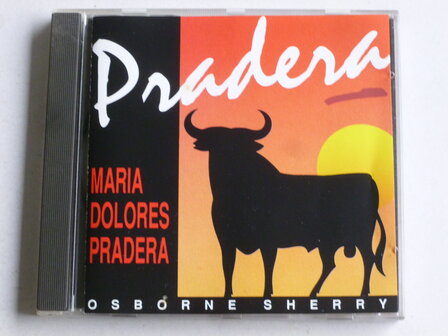 Pradera
MARIA
DOLORES
PRADERA
OSBORNE SHERRY